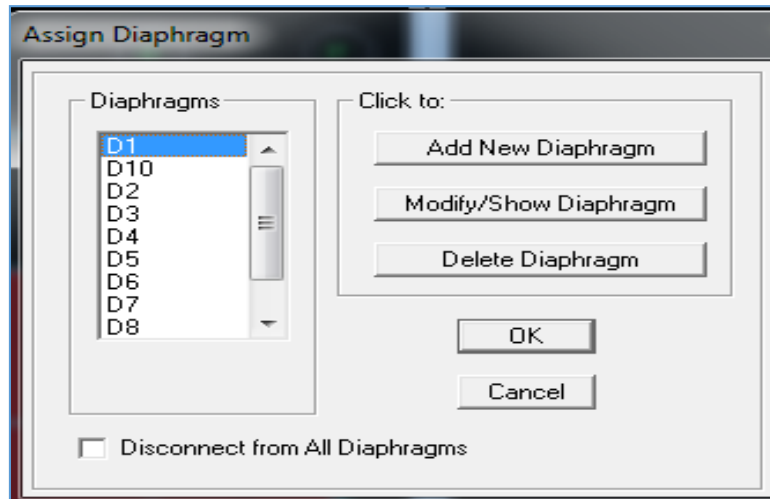 Assign Diaphragm
Diaphragms
D1
D10
D2
D3
D4
D5
D6
D7
D8
Click to:
Add New Diaphragm
Modify/Show Diaphragm
Delete Diaphragm
OK
Cancel
Disconnect from All Diaphragms